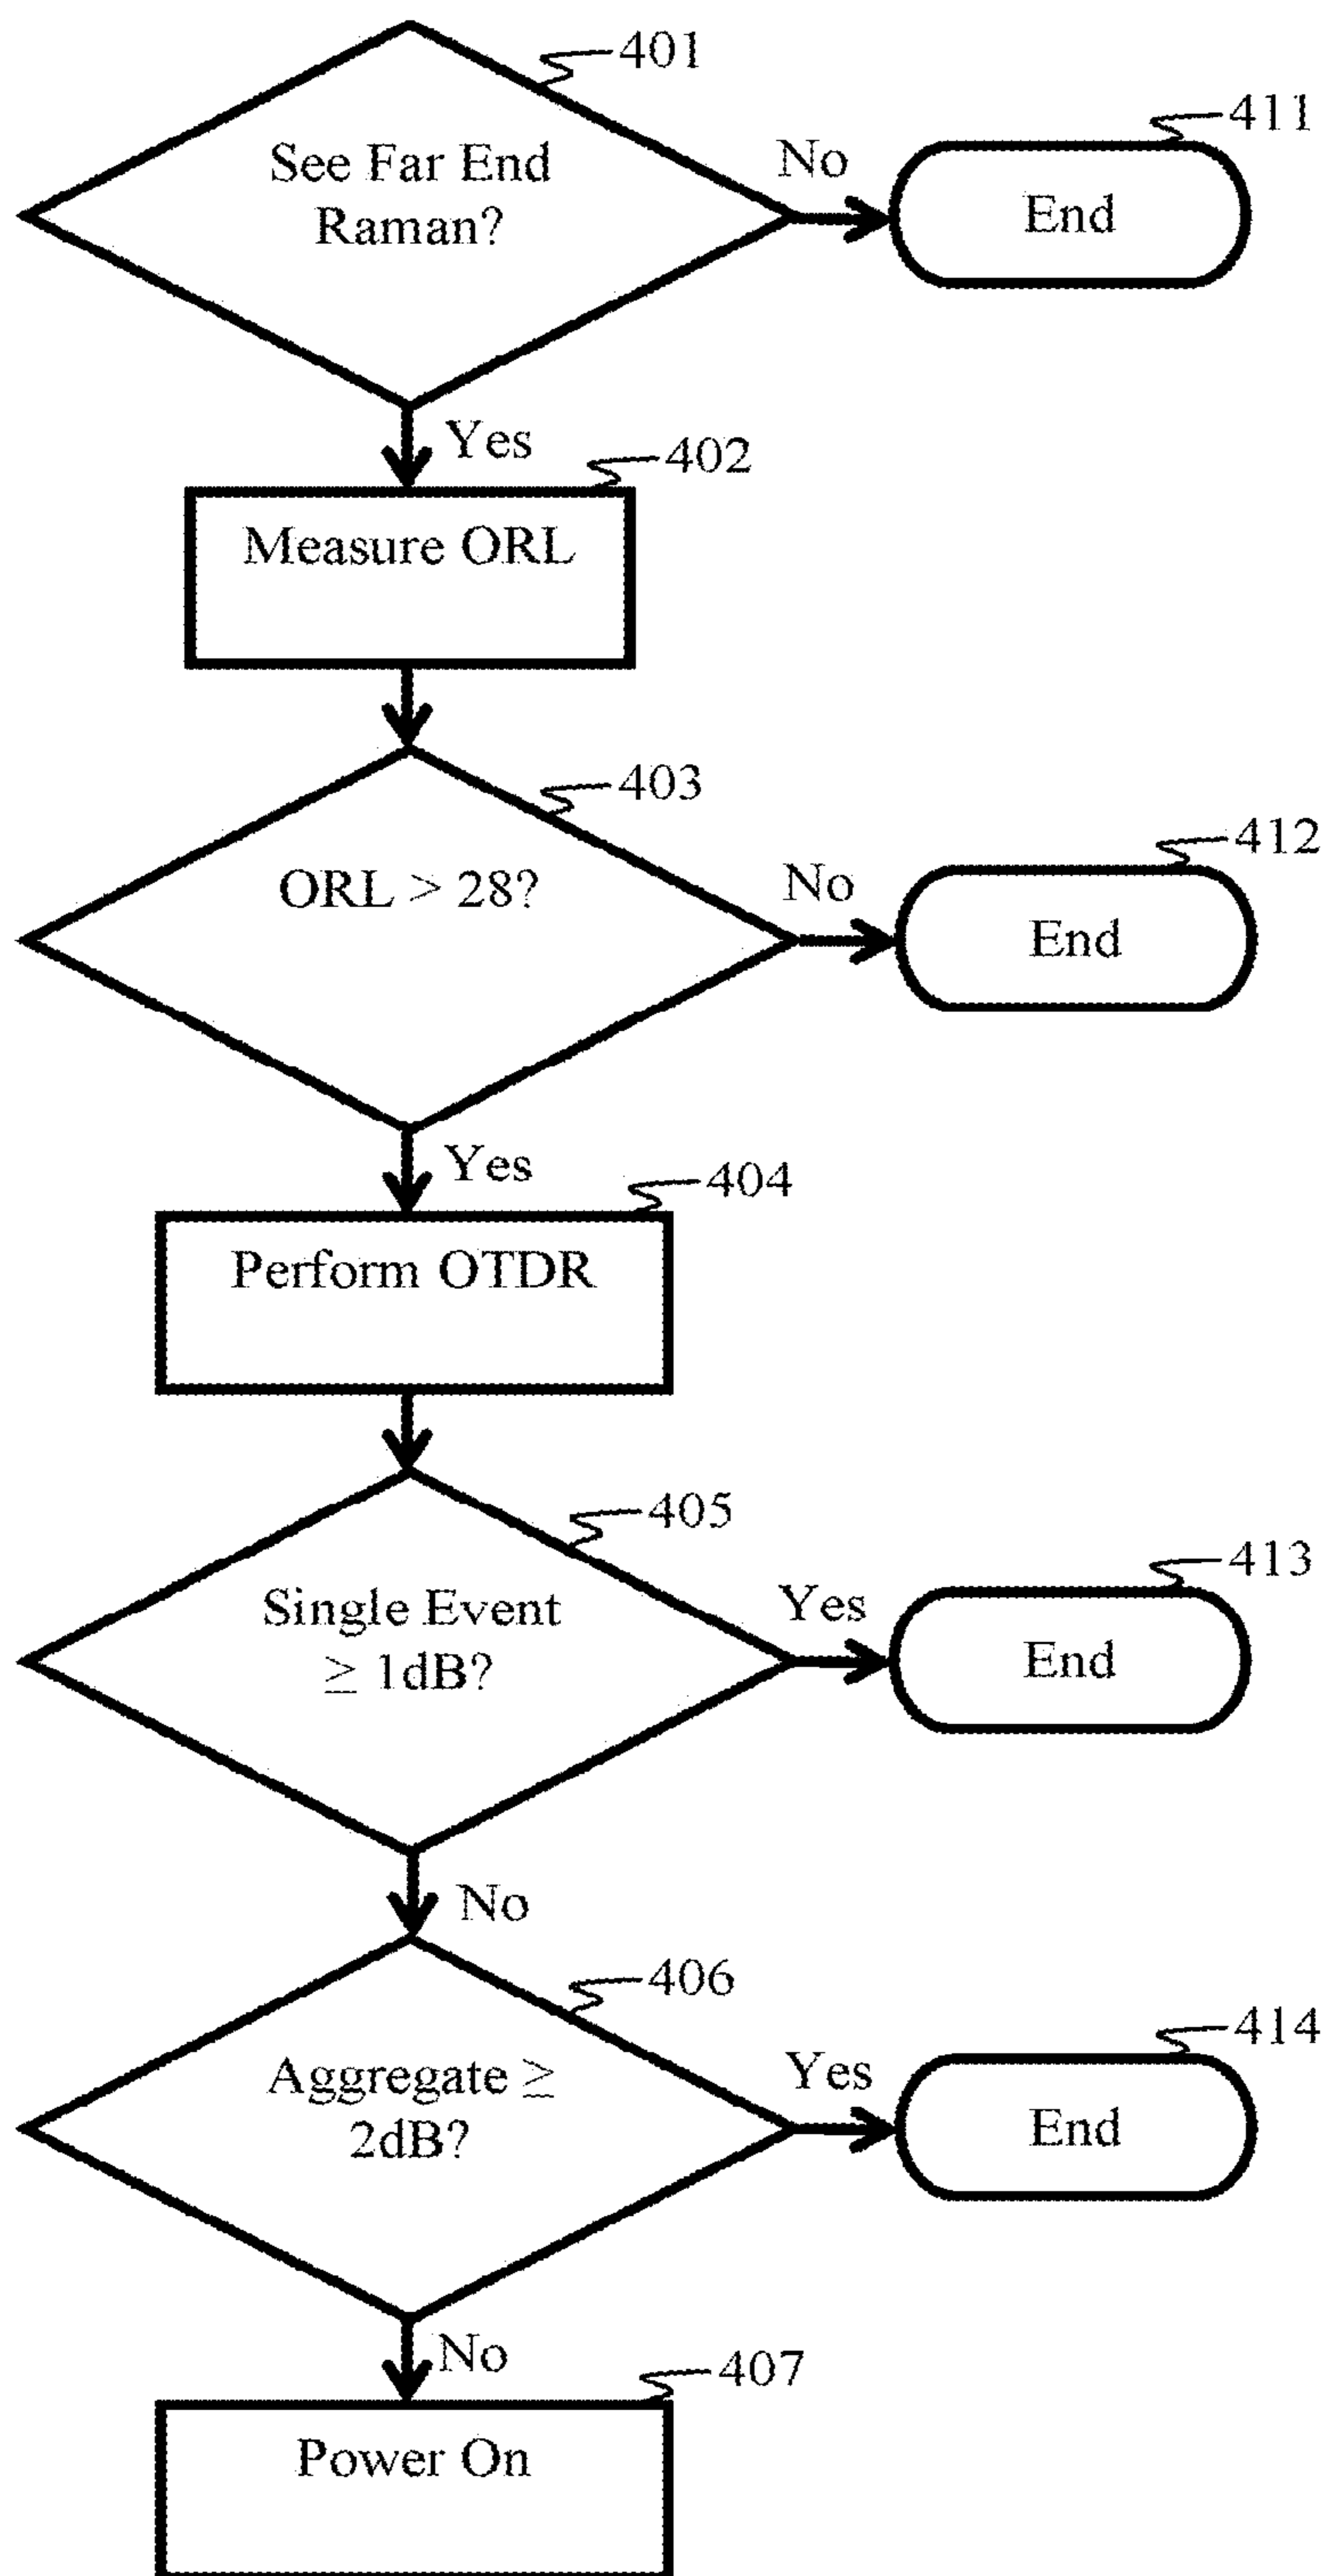 401
See Far End
Raman?
No
411
End
Yes
402
Measure ORL
403
ORL > 28?
No
412
End
Yes
404
Perform OTDR
405
Single Event
≥ 1dB?
Yes
413
End
No
406
Aggregate ≥
2dB?
Yes
414
End
No
407
Power On